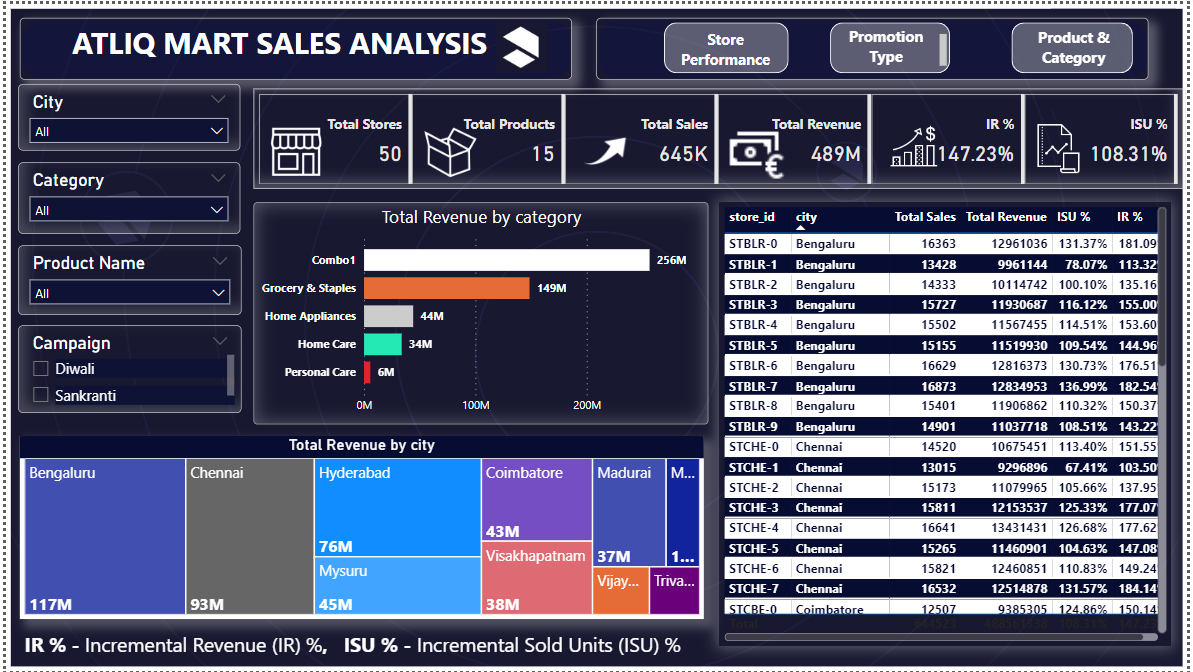 ATLIQ MART SALES ANALYSIS
Store Performance
Promotion Type
Product & Category
City
All
Category
All
Product Name
All
Campaign
Diwali
Sankranti
Total Stores
50
Total Products
15
Total Sales
645K
Total Revenue
489M
IR %
147.23%
ISU %
108.31%
Total Revenue by category
Combo1 256M
Grocery & Staples 149M
Home Appliances 44M
Home Care 34M
Personal Care 6M
0M 100M 200M
Total Revenue by city
Bengaluru
117M
Chennai
93M
Hyderabad
76M
Mysuru
45M
Coimbatore
43M
Visakhapatnam
38M
Madurai
37M
M...
1...
Vijay...
Triva...
store_id city Total Sales Total Revenue ISU % IR %
STBLR-0 Bengaluru 16363 12961036 131.37% 181.09
STBLR-1 Bengaluru 13428 9961144 78.07% 113.32
STBLR-2 Bengaluru 14333 10114742 100.10% 135.16
STBLR-3 Bengaluru 15727 11930687 116.12% 155.00
STBLR-4 Bengaluru 15502 11567455 114.51% 153.60
STBLR-5 Bengaluru 15155 11519930 109.54% 144.96
STBLR-6 Bengaluru 16629 12816373 130.73% 176.51
STBLR-7 Bengaluru 16873 12834953 136.99% 182.54
STBLR-8 Bengaluru 15401 11906862 110.32% 150.37
STBLR-9 Bengaluru 14901 11037718 108.51% 143.22
STCHE-0 Chennai 14520 10675451 113.40% 151.55
STCHE-1 Chennai 13015 9296896 67.41% 103.50
STCHE-2 Chennai 15173 11079965 105.66% 137.95
STCHE-3 Chennai 15811 12153537 125.33% 177.07
STCHE-4 Chennai 16641 13431431 126.68% 177.62
STCHE-5 Chennai 15265 11460901 104.63% 147.08
STCHE-6 Chennai 15821 12460851 110.83% 149.24
STCHE-7 Chennai 16532 12514878 131.57% 184.14
STCBE-0 Coimbatore 12507 9385305 124.86% 150.14
Total
IR % - Incremental Revenue (IR) %, ISU % - Incremental Sold Units (ISU) %